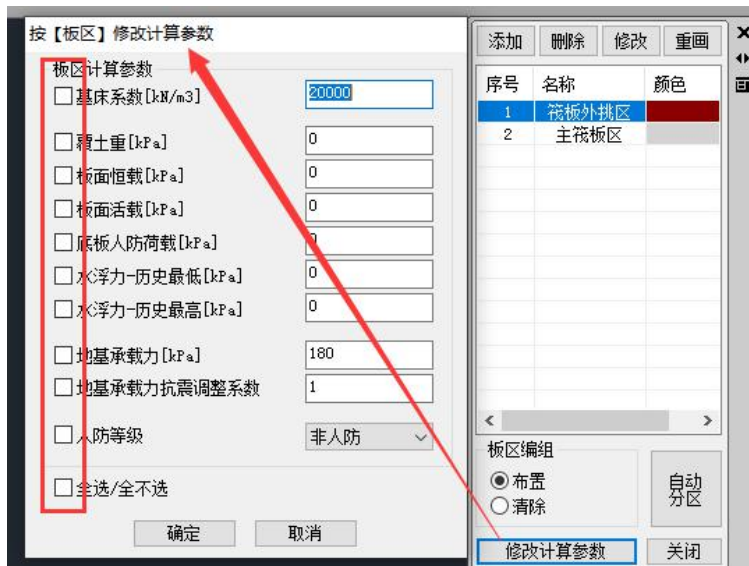 按【板区】修改计算参数
板区计算参数
基床系数[kN/m3] 20000
覆土重[kPa] 0
板面恒载[kPa] 0
板面活载[kPa] 0
底板人防荷载[kPa] 0
水浮力-历史最低[kPa] 0
水浮力-历史最高[kPa] 0
地基承载力[kPa] 180
地基承载力抗震调整系数 1
人防等级 非人防
全选/全不选
确定 取消
添加 删除 修改 重画
序号 名称 颜色
1 筏板外挑区
2 主筏板区
板区编组
布置
清除
自动
分区
修改计算参数 关闭